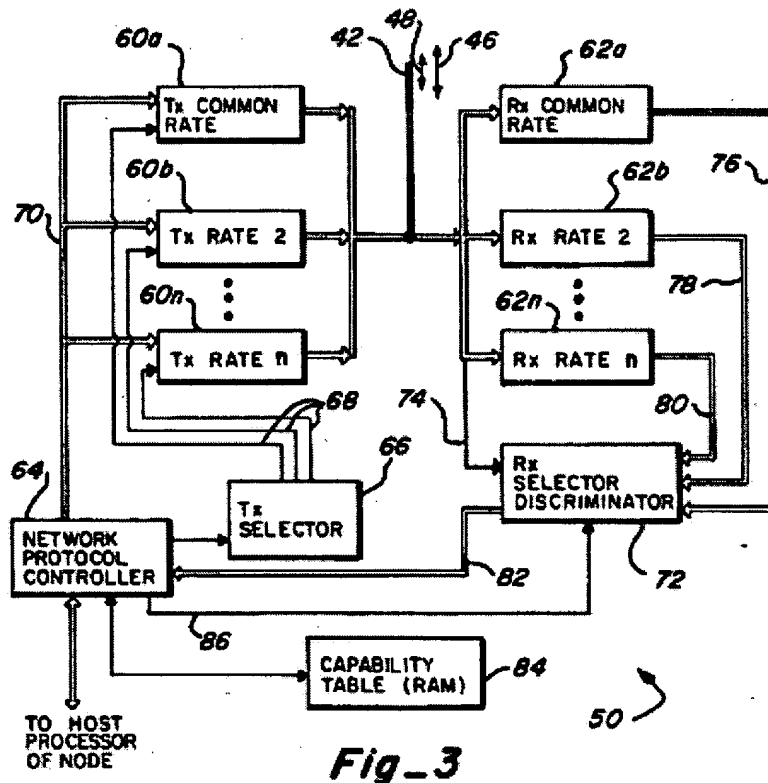 60a
Tx COMMON
RATE
42
48
46
62a
Rx COMMON
RATE
76
60b
Tx RATE 2
62b
Rx RATE 2
70
78
60n
Tx RATE n
62n
Rx RATE n
80
68
74
64
66
NETWORK
PROTOCOL
CONTROLLER
Tx
SELECTOR
Rx
SELECTOR
DISCRIMINATOR
72
82
86
CAPABILITY
TABLE (RAM)
84
50
TO HOST
PROCESSOR
OF NODE
Fig_3